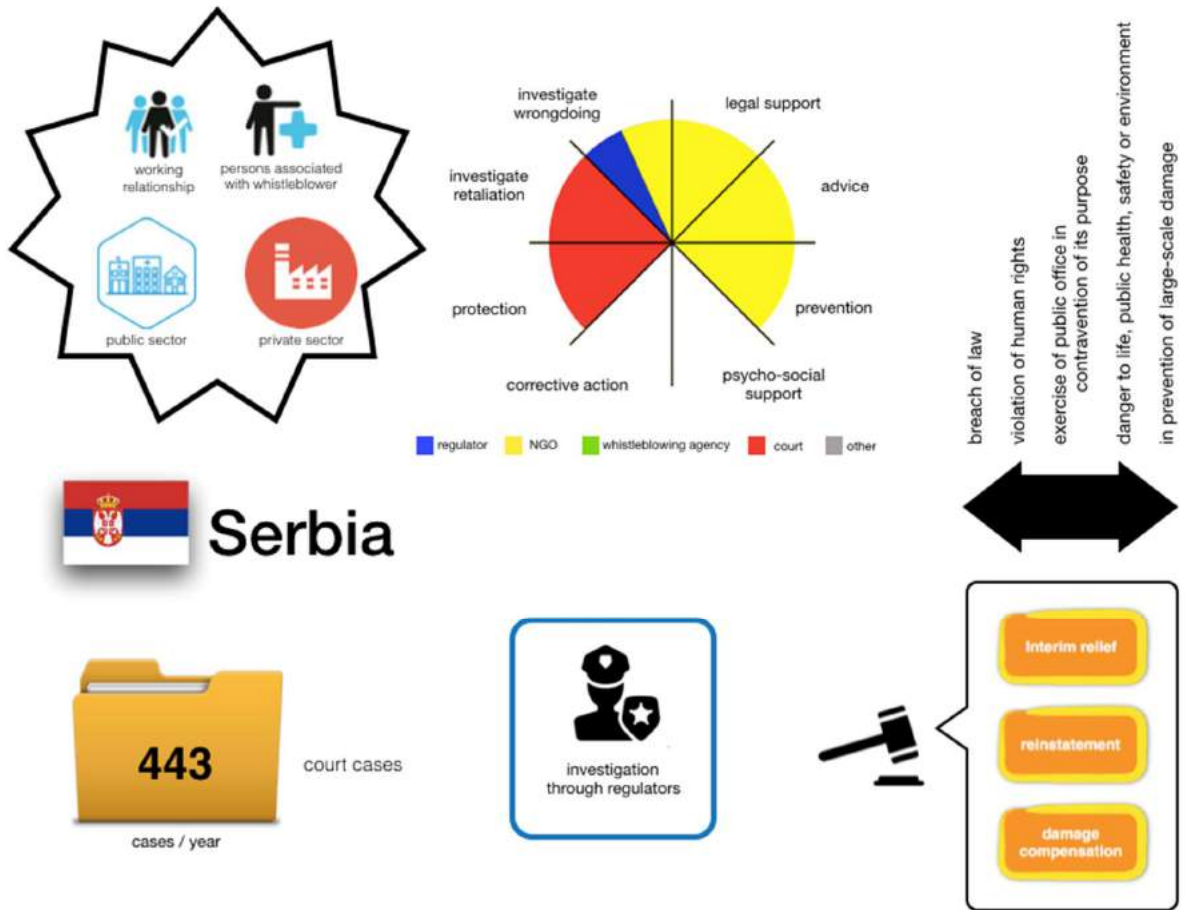 working
relationship
persons associated
with whistleblower
public sector
private sector
investigate
wrongdoing
legal support
investigate
retaliation
advice
protection
prevention
corrective action
psycho-social
support
regulator
NGO
whistleblowing agency
court
other
breach of law
violation of human rights
exercise of public office in
contravention of its purpose
danger to life, public health, safety or environment
in prevention of large-scale damage
Serbia
443
court cases
cases / year
investigation
through regulators
Interim relief
reinstatement
damage
compensation